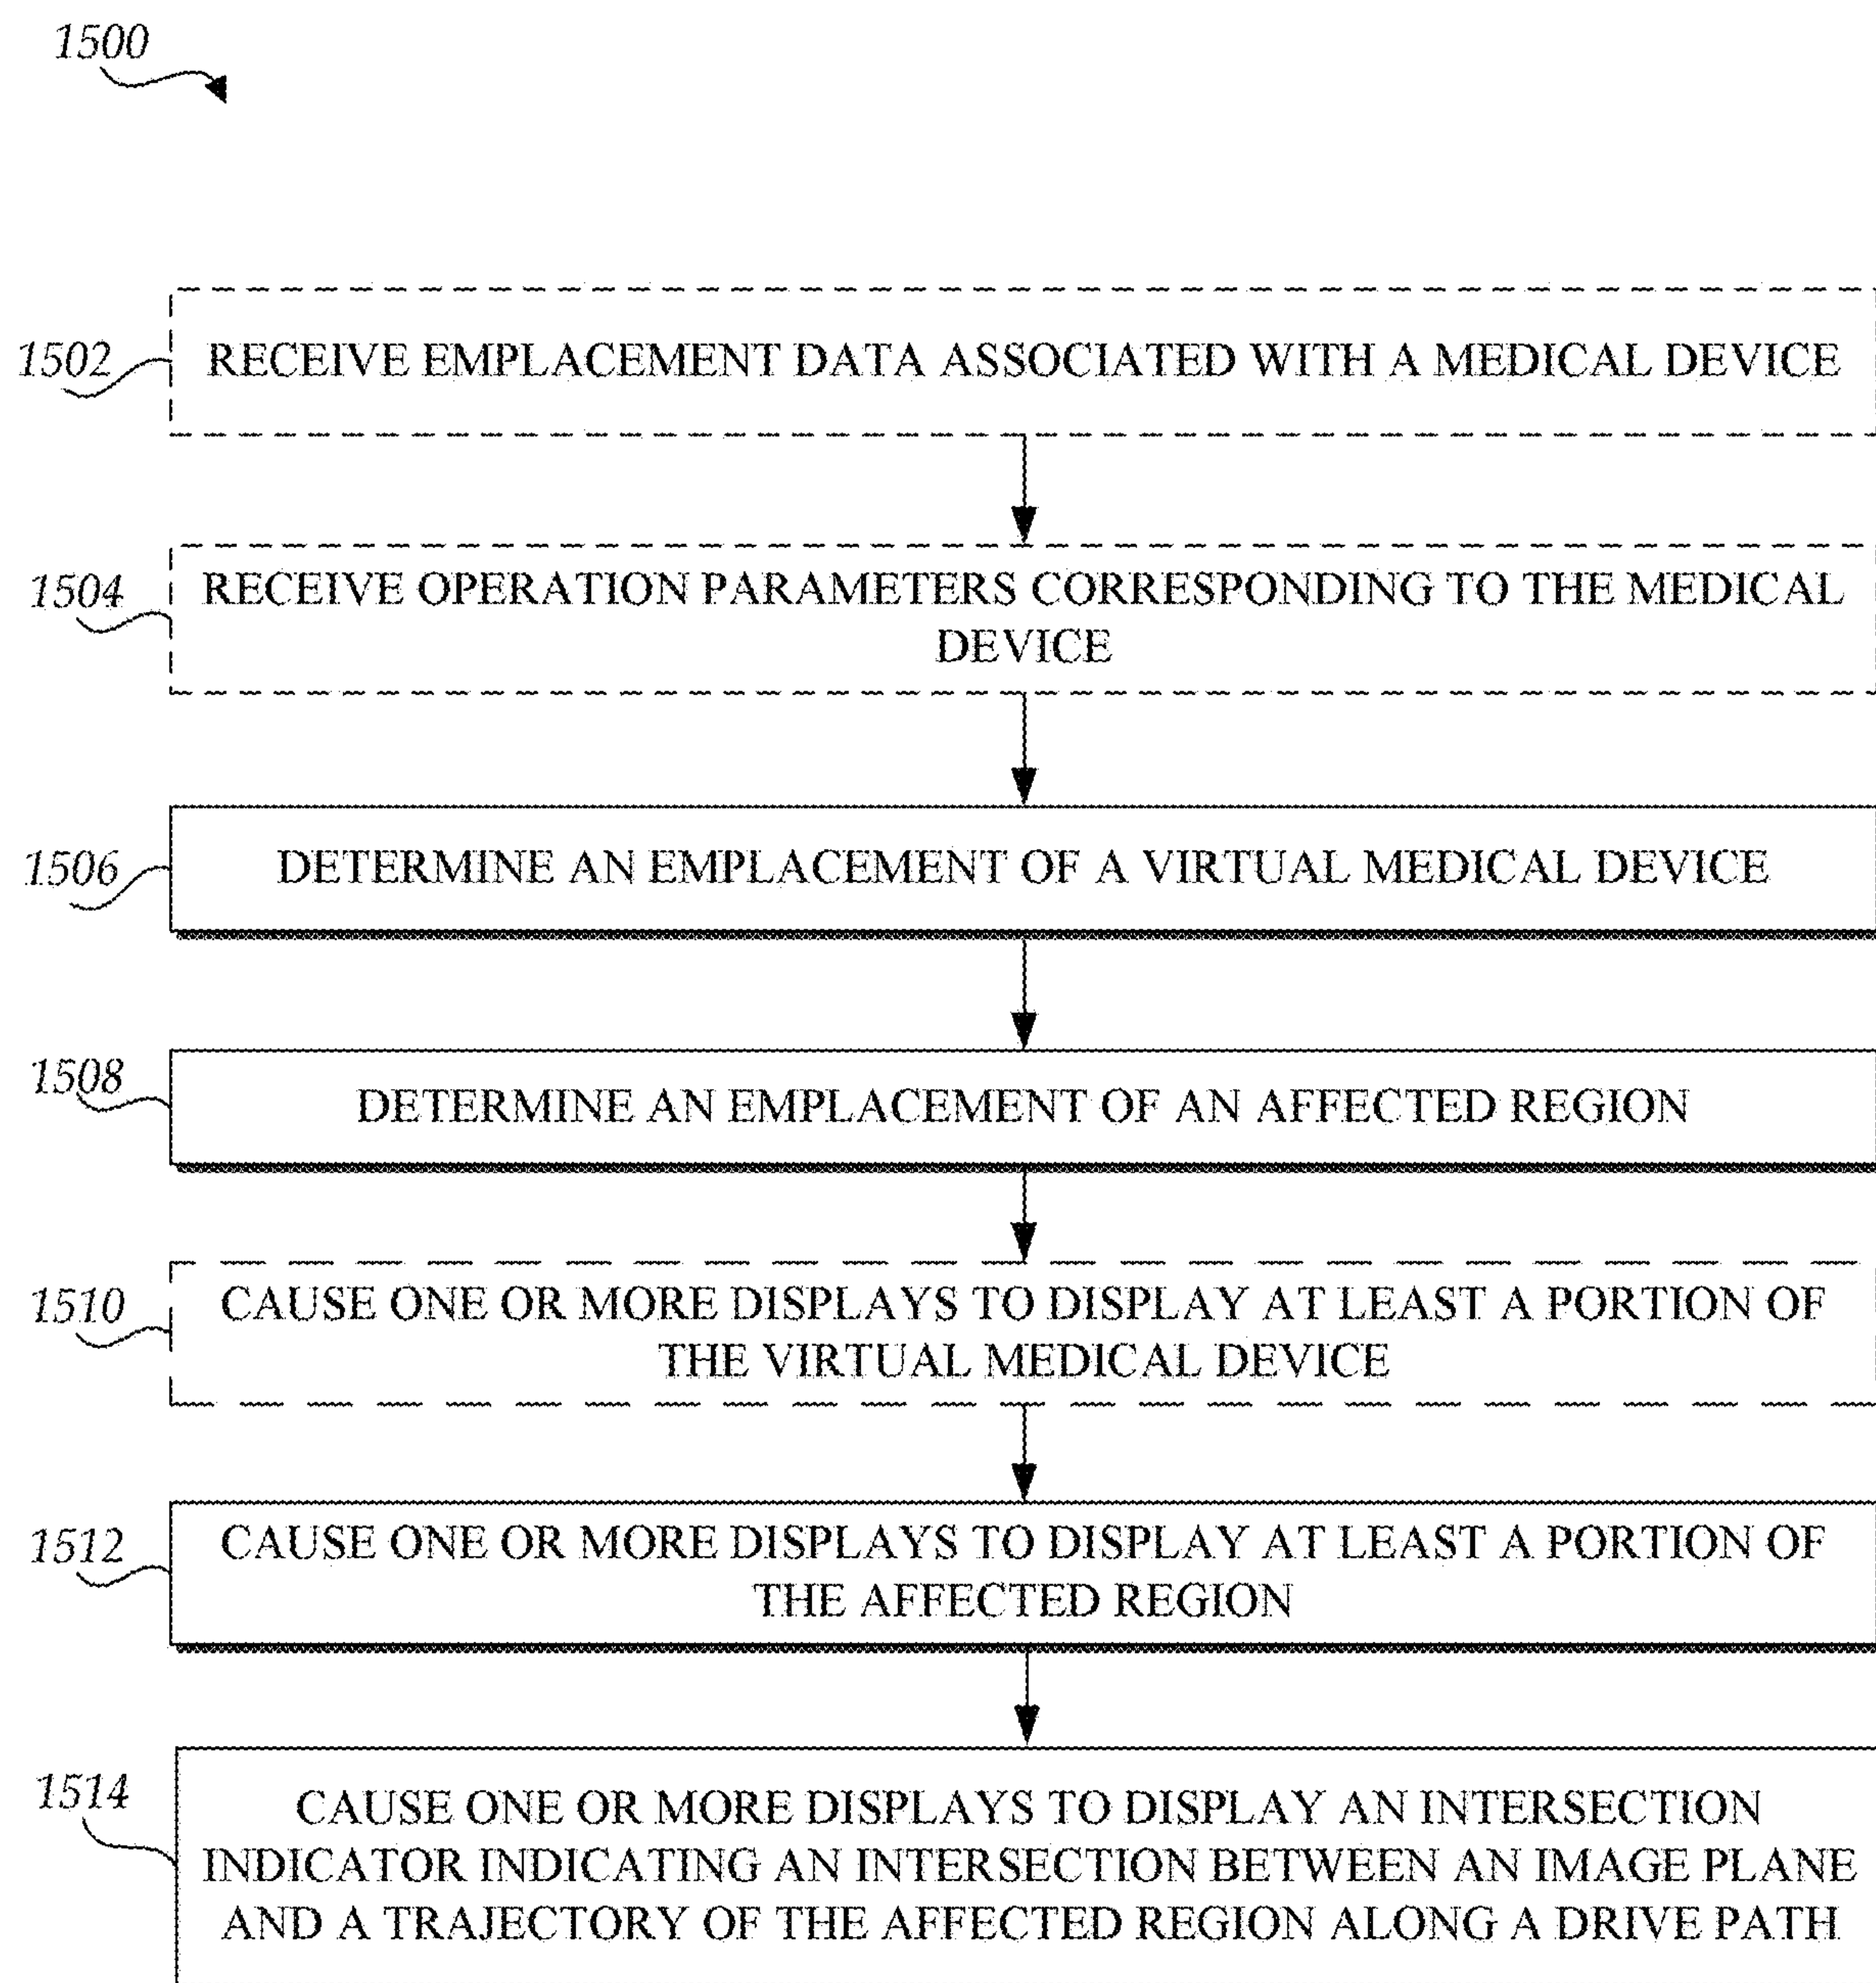 1500
1502
RECEIVE EMPLACEMENT DATA ASSOCIATED WITH A MEDICAL DEVICE
1504
RECEIVE OPERATION PARAMETERS CORRESPONDING TO THE MEDICAL
DEVICE
1506
DETERMINE AN EMPLACEMENT OF A VIRTUAL MEDICAL DEVICE
1508
DETERMINE AN EMPLACEMENT OF AN AFFECTED REGION
1510
CAUSE ONE OR MORE DISPLAYS TO DISPLAY AT LEAST A PORTION OF
THE VIRTUAL MEDICAL DEVICE
1512
CAUSE ONE OR MORE DISPLAYS TO DISPLAY AT LEAST A PORTION OF
THE AFFECTED REGION
1514
CAUSE ONE OR MORE DISPLAYS TO DISPLAY AN INTERSECTION
INDICATOR INDICATING AN INTERSECTION BETWEEN AN IMAGE PLANE
AND A TRAJECTORY OF THE AFFECTED REGION ALONG A DRIVE PATH